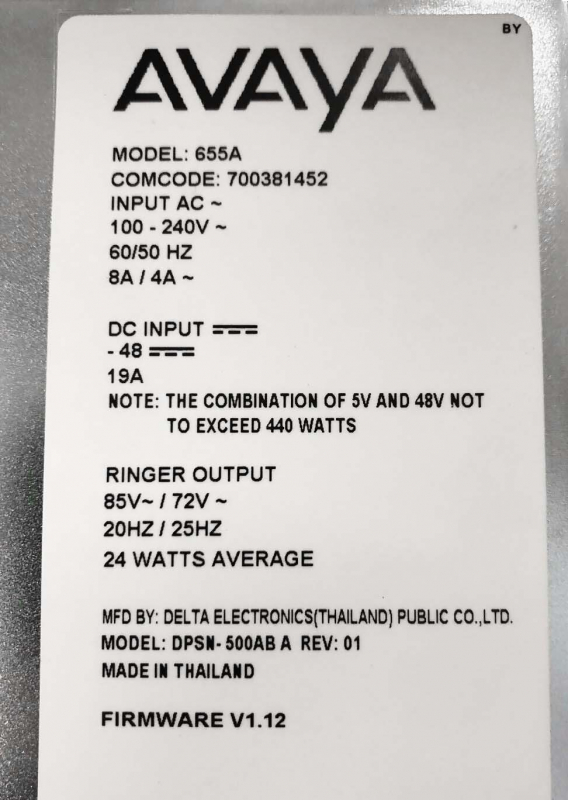 BY
AVAYA
MODEL: 655A
COMCODE: 700381452
INPUT AC ~
100 - 240V ~
60/50 HZ
8A / 4A ~
DC INPUT ⎓
- 48 ⎓
19A
NOTE: THE COMBINATION OF 5V AND 48V NOT
TO EXCEED 440 WATTS
RINGER OUTPUT
85V~ / 72V ~
20HZ / 25HZ
24 WATTS AVERAGE
MFD BY: DELTA ELECTRONICS(THAILAND) PUBLIC CO.,LTD.
MODEL: DPSN-500AB A REV: 01
MADE IN THAILAND
FIRMWARE V1.12